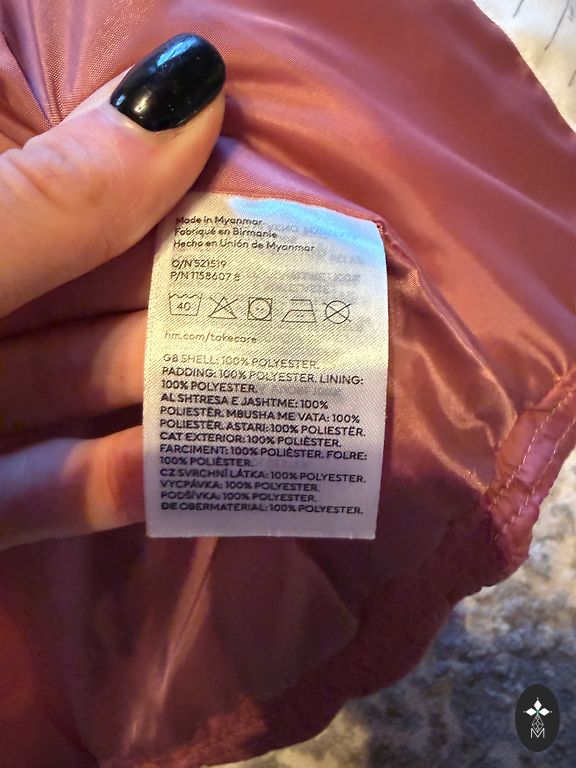 Made in Myanmar
Fabriqué en Birmanie
Hecho en Unión de Myanmar
O/N 521519
P/N 1158607 8
40
hm.com/takecare
GB SHELL: 100% POLYESTER.
PADDING: 100% POLYESTER. LINING:
100% POLYESTER.
AL SHTRESA E JASHTME: 100%
POLIESTËR. MBUSHA ME VATA: 100%
POLIESTËR. ASTARI: 100% POLIESTËR.
CAT EXTERIOR: 100% POLIÈSTER.
FARCIMENT: 100% POLIÈSTER. FOLRE:
100% POLIÈSTER.
CZ SVRCHNÍ LÁTKA: 100% POLYESTER.
VYCPÁVKA: 100% POLYESTER.
PODŠÍVKA: 100% POLYESTER.
DE OBERMATERIAL: 100% POLYESTER.
M